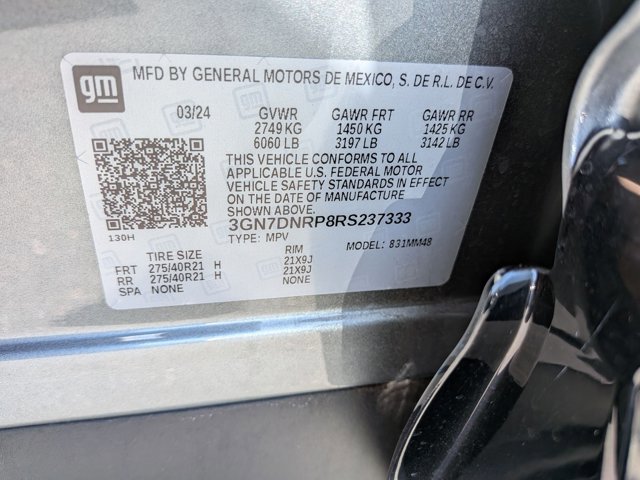 gm MFD BY GENERAL MOTORS DE MEXICO, S. DE R.L. DE C.V.
03/24 GVWR GAWR FRT GAWR RR
2749 KG 1450 KG 1425 KG
6060 LB 3197 LB 3142 LB
THIS VEHICLE CONFORMS TO ALL
APPLICABLE U.S. FEDERAL MOTOR
VEHICLE SAFETY STANDARDS IN EFFECT
ON THE DATE OF MANUFACTURE
SHOWN ABOVE.
3GN7DNRP8RS237333
130H TYPE: MPV MODEL: 831MM48
TIRE SIZE RIM
FRT 275/40R21 H 21X9J
RR 275/40R21 H 21X9J
SPA NONE NONE